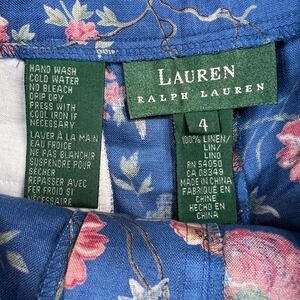 HAND WASH
COLD WATER
NO BLEACH
DRIP DRY
PRESS WITH
COOL IRON IF
NECESSARY
LAVER À LA MAIN
EAU FROIDE
NE PAS BLANCHIR
SUSPENDRE POUR
SÉCHER
REPASSER AVEC
FER FROID SI
NÉCESSAIRE
LAUREN
RALPH LAUREN
4
100% LINEN/
LIN/
LINO
RN 54050
CA 08349
MADE IN CHINA
FABRIQUÉ EN
CHINE
HECHO EN
CHINA